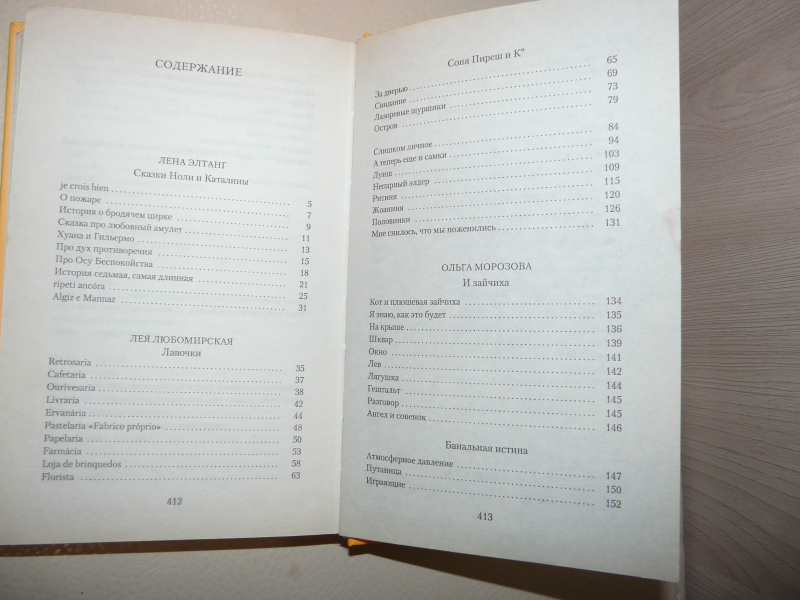 СОДЕРЖАНИЕ
ЛЕНА ЭЛТАНГ
Сказки Ноли и Каталины
je crois bien 5
О пожаре 7
История о бродячем цирке 9
Сказка про любовный амулет 11
Хуана и Гильермо 13
Про дух противоречия 15
Про Осу Беспокойства 18
История седьмая, самая длинная 21
ripeti ancóra 25
Algiz e Mannaz 31
ЛЕЯ ЛЮБОМИРСКАЯ
Лавочки
Retrosaria 35
Cafetaria 37
Ourivesaria 38
Livraria 42
Ervanária 44
Pastelaria «Fabrico próprio» 48
Papelaria 50
Farmácia 53
Loja de brinquedos 58
Florista 63
412
Соня Пиреш и К°
За дверью 65
Свидание 69
Лазоревые шуршики 73
Остров 79
Слишком личное 84
А теперь еще и самки 94
Луиш 103
Непарный элдер 109
Ритиня 115
Жоаниня 120
Половинки 126
Мне снилось, что мы поженились 131
ОЛЬГА МОРОЗОВА
И зайчиха
Кот и плюшевая зайчиха 134
Я знаю, как это будет 135
На крыше 136
Шквар 139
Окно 141
Лев 142
Лягушка 144
Гештальт 145
Разговор 145
Ангел и совенок 146
Банальная истина
Атмосферное давление 147
Путаница 150
Играющие 152
413